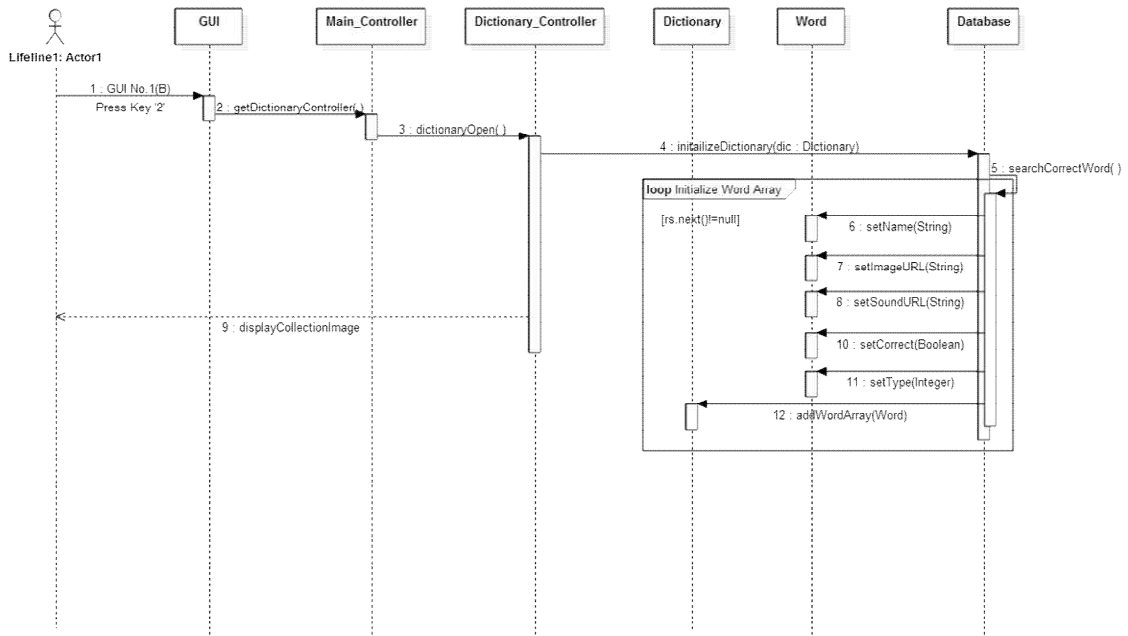 GUI
Main_Controller
Dictionary_Controller
Dictionary
Word
Database
Lifeline1: Actor1
1 : GUI No.1(B)
Press Key '2'
2 : getDictionaryController( )
3 : dictionaryOpen( )
4 : initailizeDictionary(dic : Dictionary)
5 : searchCorrectWord( )
loop Initialize Word Array
[rs.next()!=null]
6 : setName(String)
7 : setImageURL(String)
8 : setSoundURL(String)
9 : displayCollectionImage
10 : setCorrect(Boolean)
11 : setType(Integer)
12 : addWordArray(Word)